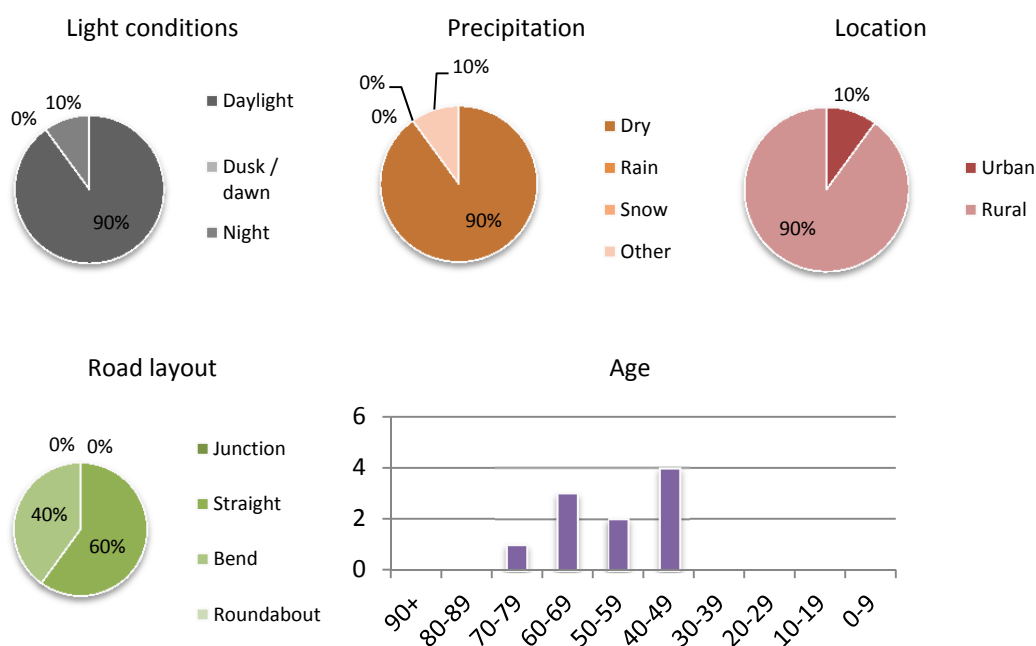 Light conditions
0%
10%
90%
Daylight
Dusk /
dawn
Night
Precipitation
0%
10%
0%
90%
Dry
Rain
Snow
Other
Location
10%
90%
Urban
Rural
Road layout
0% 0%
40%
60%
Junction
Straight
Bend
Roundabout
Age
6
4
2
0
90+
80-89
70-79
60-69
50-59
40-49
30-39
20-29
10-19
0-9